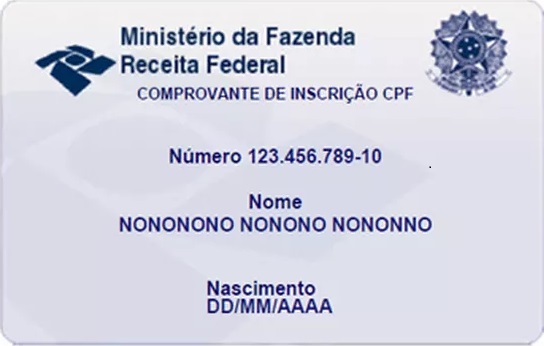 Ministério da Fazenda
Receita Federal
COMPROVANTE DE INSCRIÇÃO CPF
Número 123.456.789-10
Nome
NONONONO NONONO NONONNO
Nascimento
DD/MM/AAAA